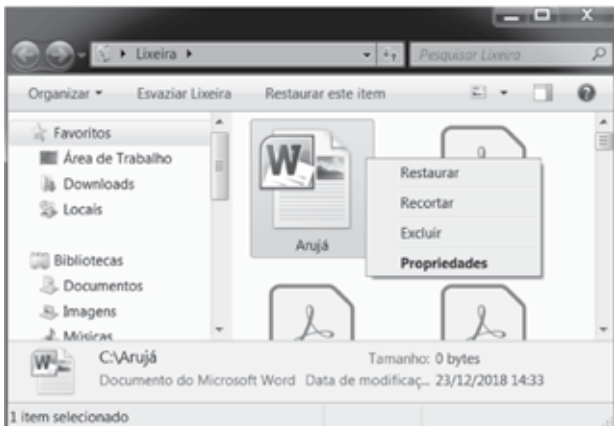 Lixeira
Pesquisar Lixeira
Organizar Esvaziar Lixeira Restaurar este item
Favoritos
Área de Trabalho
Downloads
Locais
Bibliotecas
Documentos
Imagens
Músicas
Arujá
Restaurar
Recortar
Excluir
Propriedades
C:\Arujá Tamanho: 0 bytes
Documento do Microsoft Word Data de modificaç... 23/12/2018 14:33
1 item selecionado